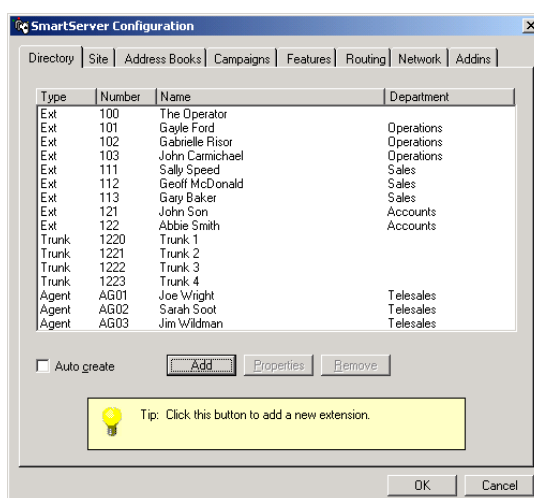 SmartServer Configuration
Directory Site Address Books Campaigns Features Routing Network Addins
Type Number Name Department
Ext 100 The Operator
Ext 101 Gayle Ford Operations
Ext 102 Gabrielle Risor Operations
Ext 103 John Carmichael Operations
Ext 111 Sally Speed Sales
Ext 112 Geoff McDonald Sales
Ext 113 Gary Baker Sales
Ext 121 John Son Accounts
Ext 122 Abbie Smith Accounts
Trunk 1220 Trunk 1
Trunk 1221 Trunk 2
Trunk 1222 Trunk 3
Trunk 1223 Trunk 4
Agent AG01 Joe Wright Telesales
Agent AG02 Sarah Soot Telesales
Agent AG03 Jim Wildman Telesales
Auto create Add Properties Remove
Tip: Click this button to add a new extension.
OK Cancel